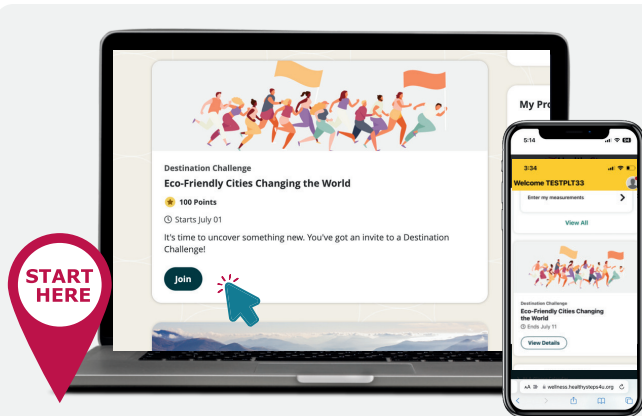 START
HERE
Destination Challenge
Eco-Friendly Cities Changing the World
100 Points
Starts July 01
It's time to uncover something new. You've got an invite to a Destination
Challenge!
Join
My Pro
5:14
3:34
Welcome TESTPLT33
Enter my measurements
View All
Destination Challenge
Eco-Friendly Cities Changing
the World
Ends July 11
View Details
AA
wellness.healthysteps4u.org